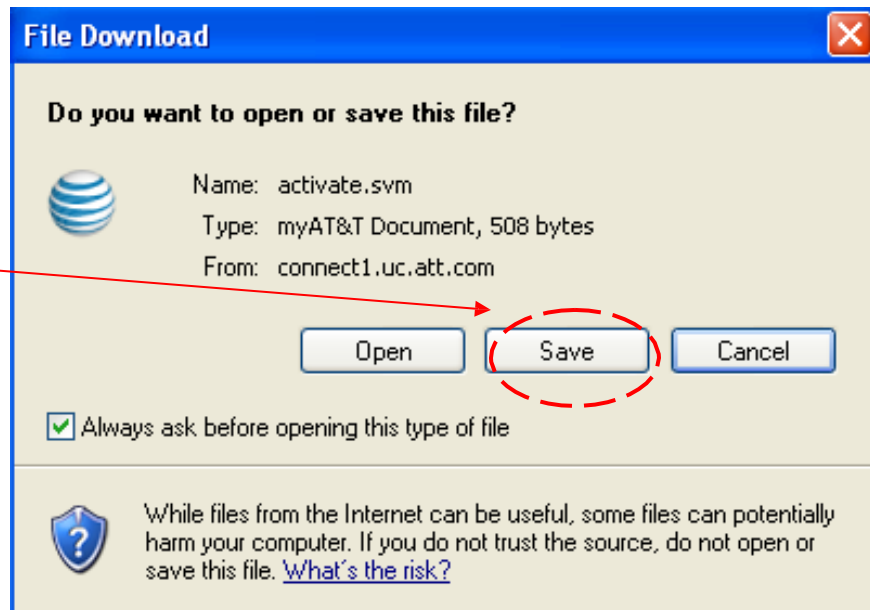 File Download
Do you want to open or save this file?
Name: activate.svm
Type: myAT&T Document, 508 bytes
From: connect1.uc.att.com
Open Save Cancel
Always ask before opening this type of file
While files from the Internet can be useful, some files can potentially
harm your computer. If you do not trust the source, do not open or
save this file. What's the risk?